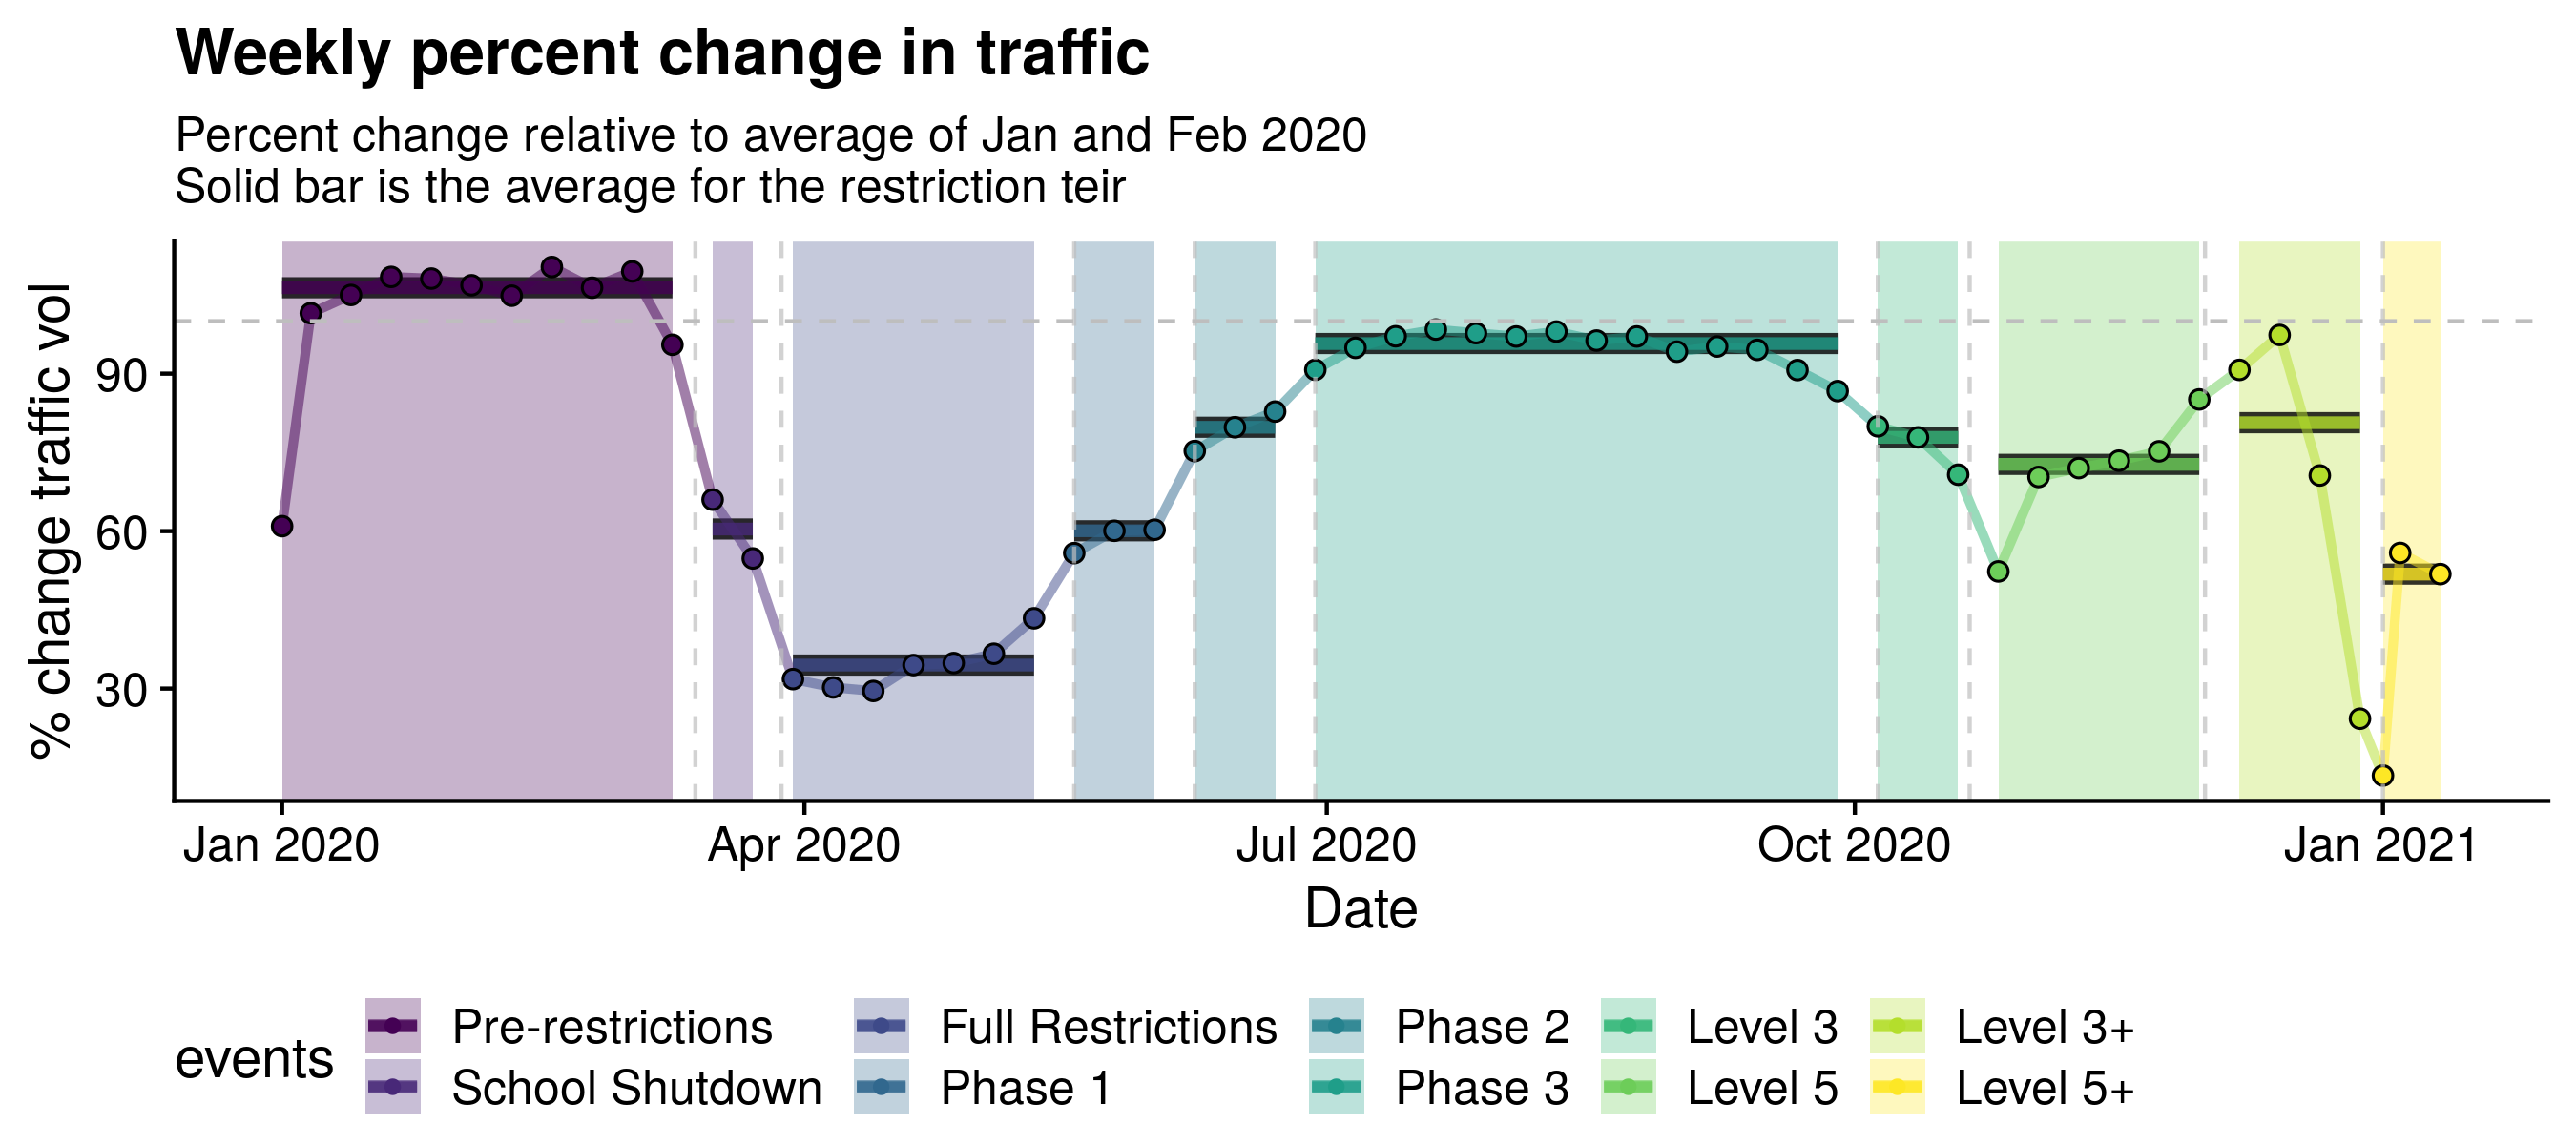 Weekly percent change in traffic
Percent change relative to average of Jan and Feb 2020
Solid bar is the average for the restriction teir
% change traffic vol
90
60
30
Jan 2020 Apr 2020 Jul 2020 Oct 2020 Jan 2021
Date
events
Pre-restrictions Full Restrictions Phase 2 Level 3 Level 3+
School Shutdown Phase 1 Phase 3 Level 5 Level 5+